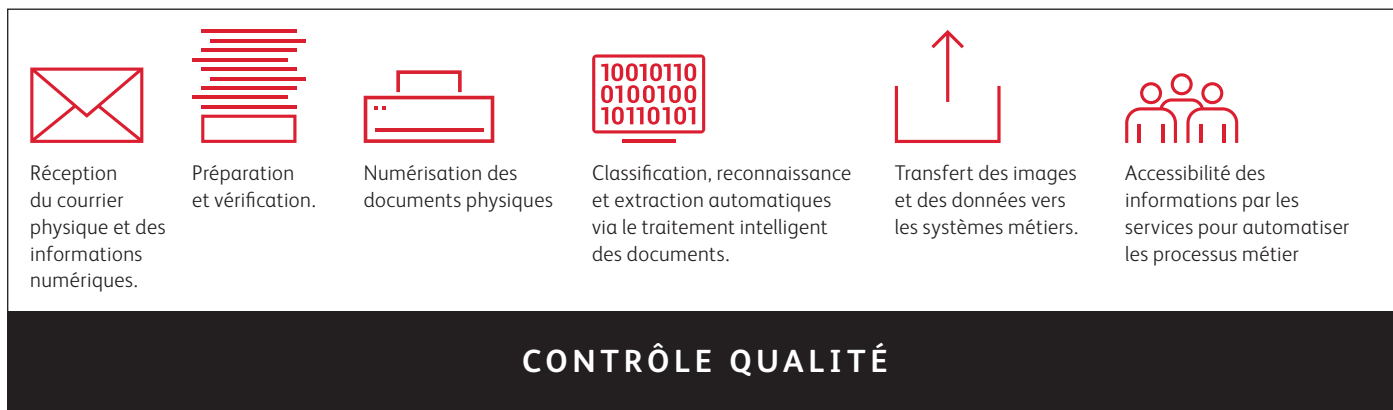 10010110
0100100
10110101
Réception
du courrier
physique et des
informations
numériques.
Préparation
et vérification.
Numérisation des
documents physiques
Classification, reconnaissance
et extraction automatiques
via le traitement intelligent
des documents.
Transfert des images
et des données vers
les systèmes métiers.
Accessibilité des
informations par les
services pour automatiser
les processus métier
CONTRÔLE QUALITÉ